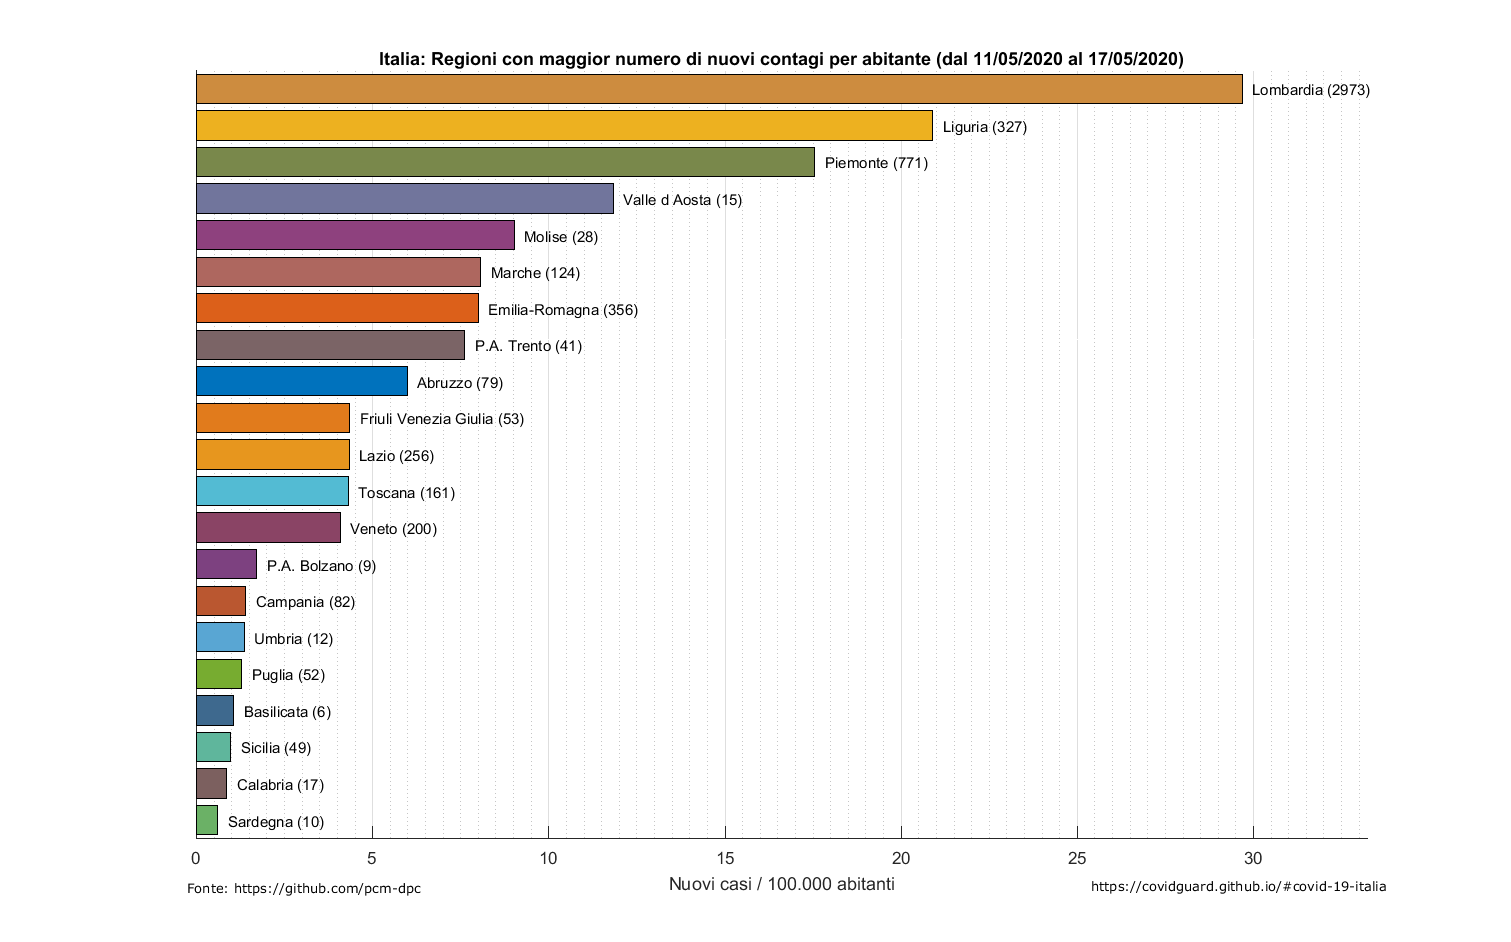 Italia: Regioni con maggior numero di nuovi contagi per abitante (dal 11/05/2020 al 17/05/2020)
Lombardia (2973)
Liguria (327)
Piemonte (771)
Valle d Aosta (15)
Molise (28)
Marche (124)
Emilia-Romagna (356)
P.A. Trento (41)
Abruzzo (79)
Friuli Venezia Giulia (53)
Lazio (256)
Toscana (161)
Veneto (200)
P.A. Bolzano (9)
Campania (82)
Umbria (12)
Puglia (52)
Basilicata (6)
Sicilia (49)
Calabria (17)
Sardegna (10)
0 5 10 15 20 25 30
Nuovi casi / 100.000 abitanti
Fonte: https://github.com/pcm-dpc
https://covidguard.github.io/#covid-19-italia